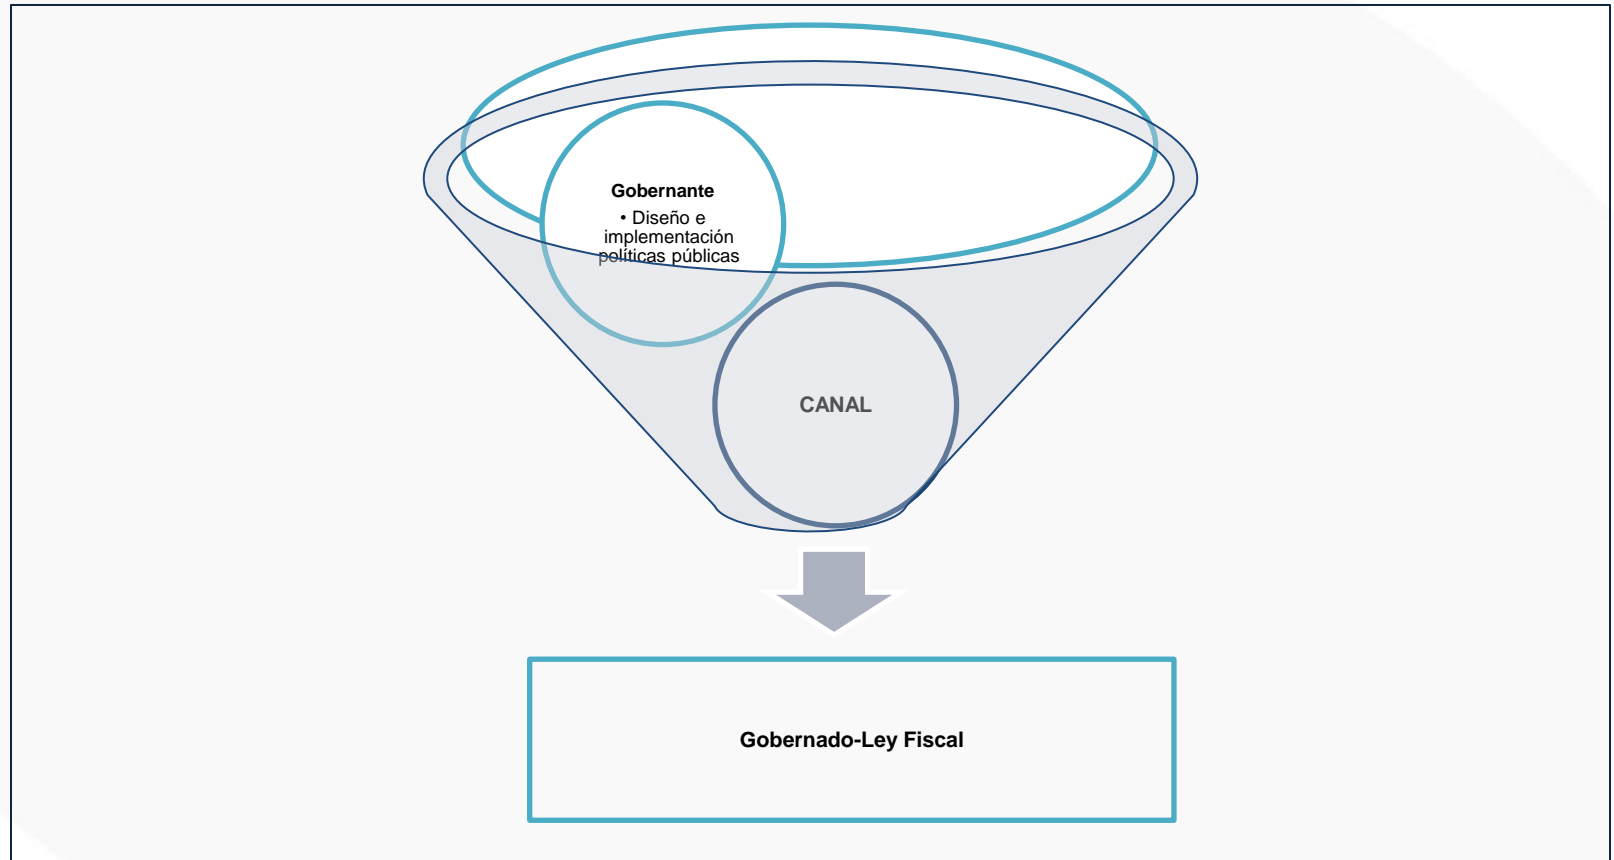 Gobernante
• Diseño e
implementación
políticas públicas
CANAL
Gobernado-Ley Fiscal